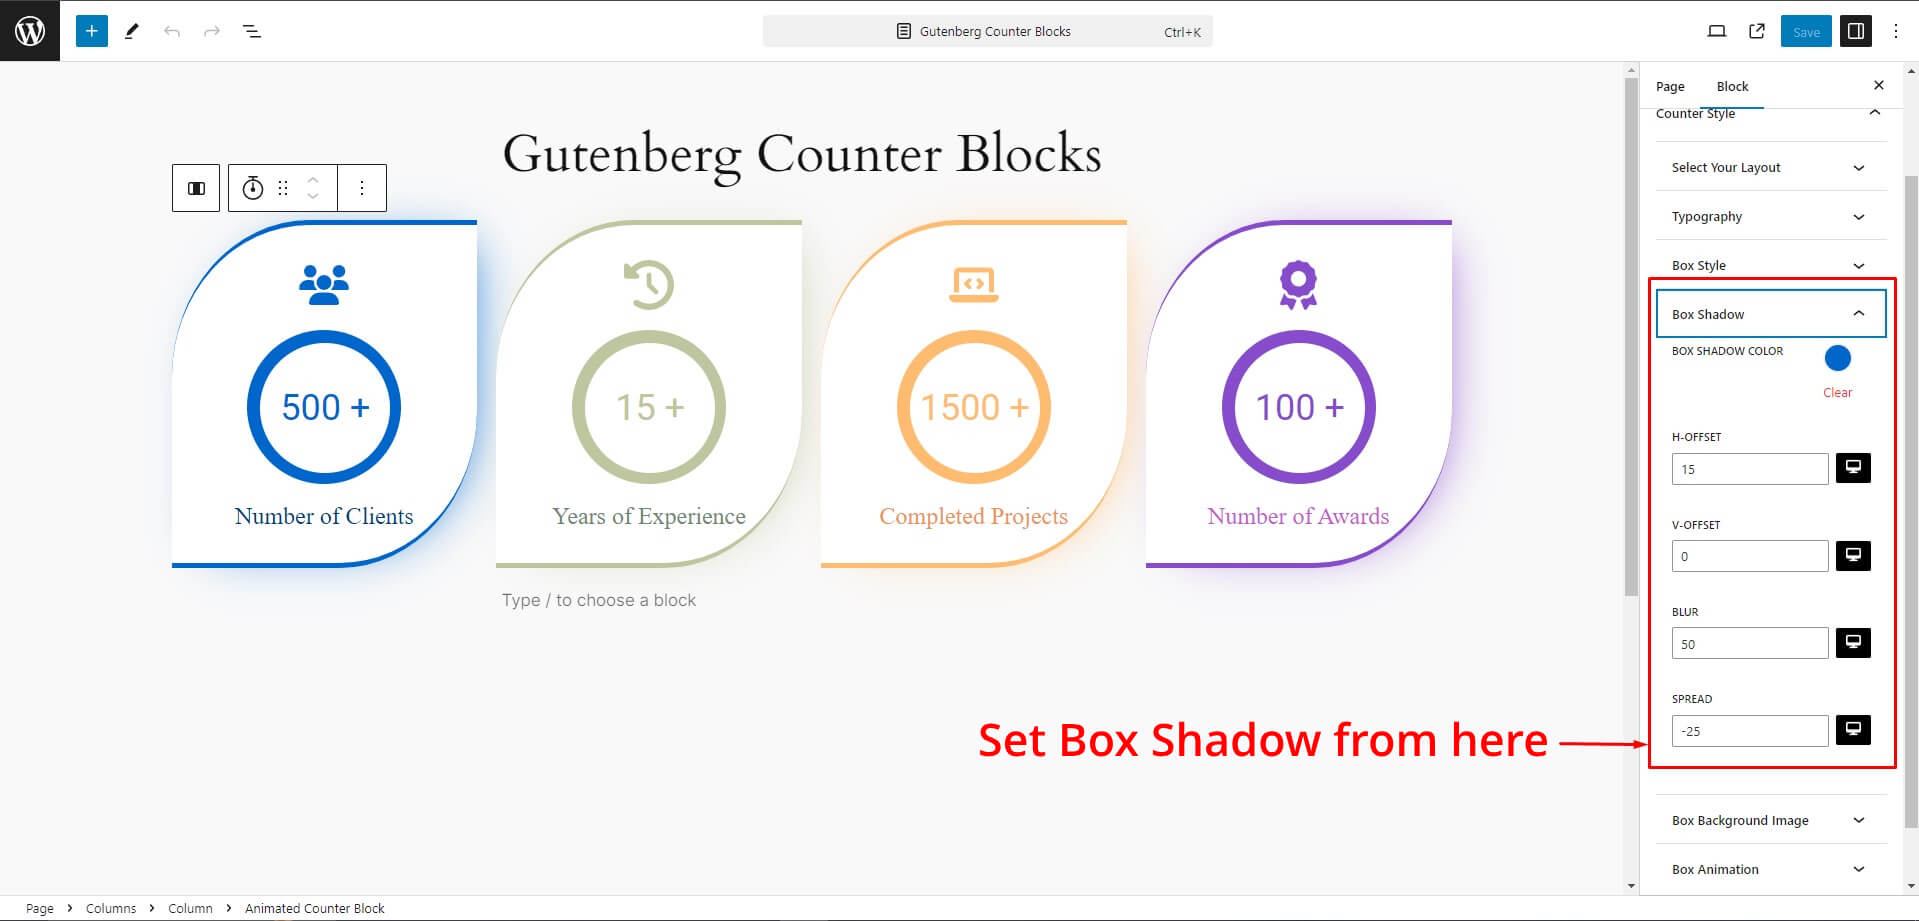 Gutenberg Counter Blocks
Ctrl+K
Save
Page
Block
Counter Style
Select Your Layout
Typography
Box Style
Box Shadow
BOX SHADOW COLOR
Clear
H-OFFSET
15
V-OFFSET
0
BLUR
50
SPREAD
-25
Box Background Image
Box Animation
Gutenberg Counter Blocks
500 +
Number of Clients
15 +
Years of Experience
1500 +
Completed Projects
100 +
Number of Awards
Type / to choose a block
Set Box Shadow from here
Page > Columns > Column > Animated Counter Block